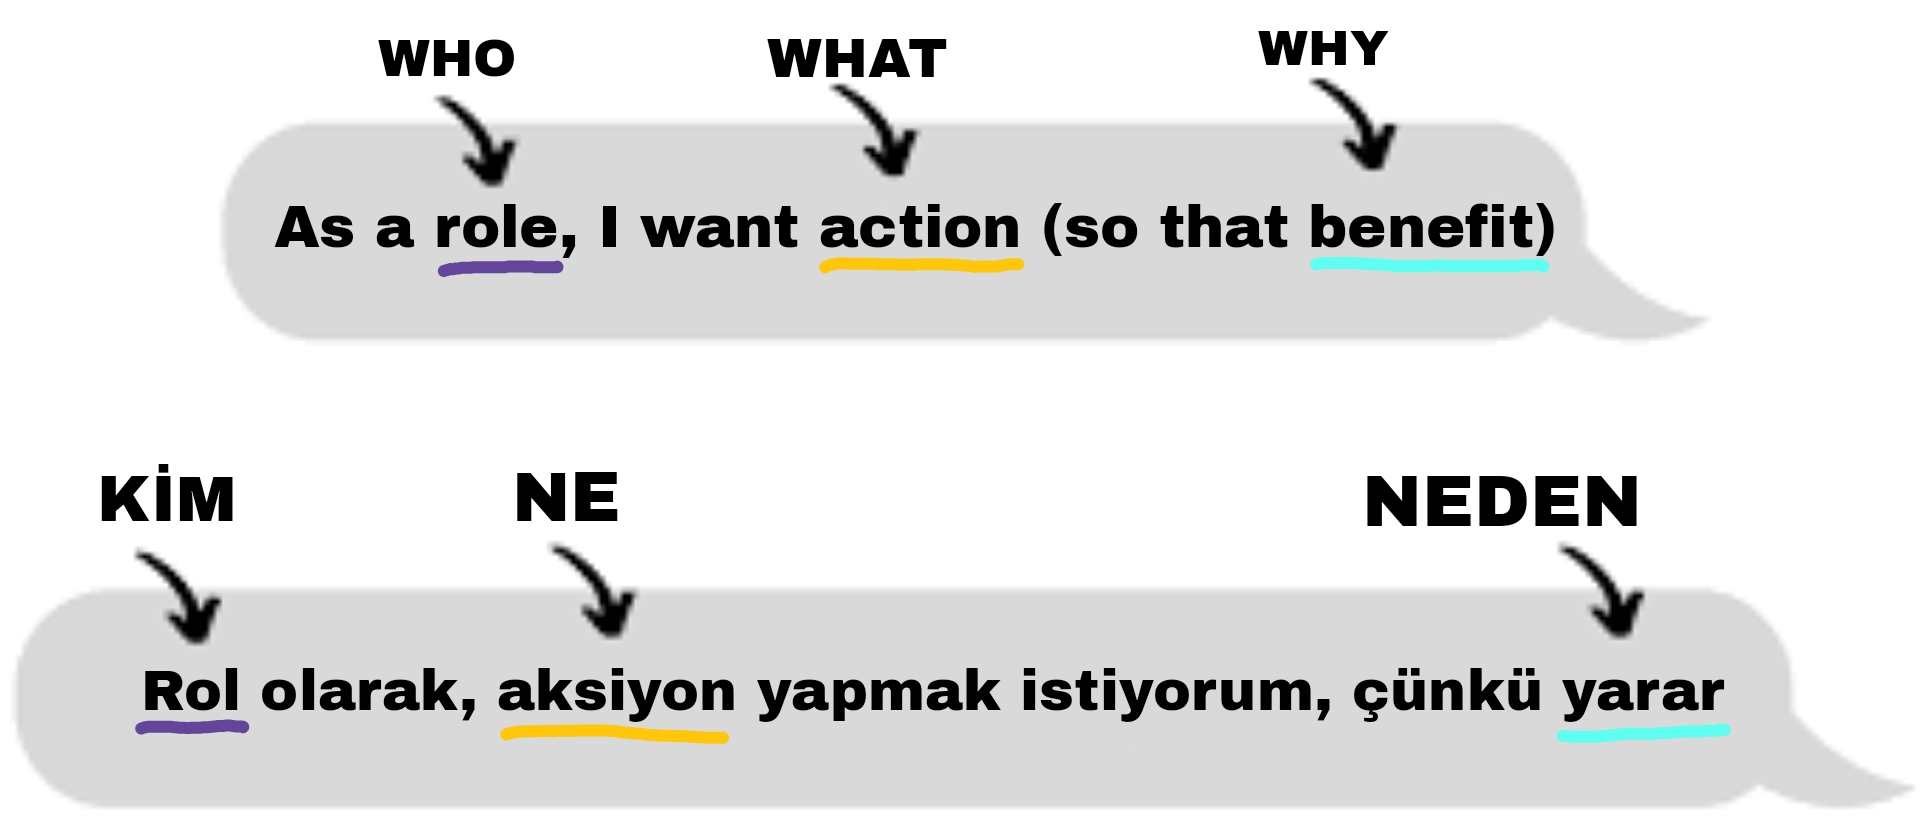 WHO WHAT WHY
As a role, I want action (so that benefit)
KİM NE NEDEN
Rol olarak, aksiyon yapmak istiyorum, çünkü yarar